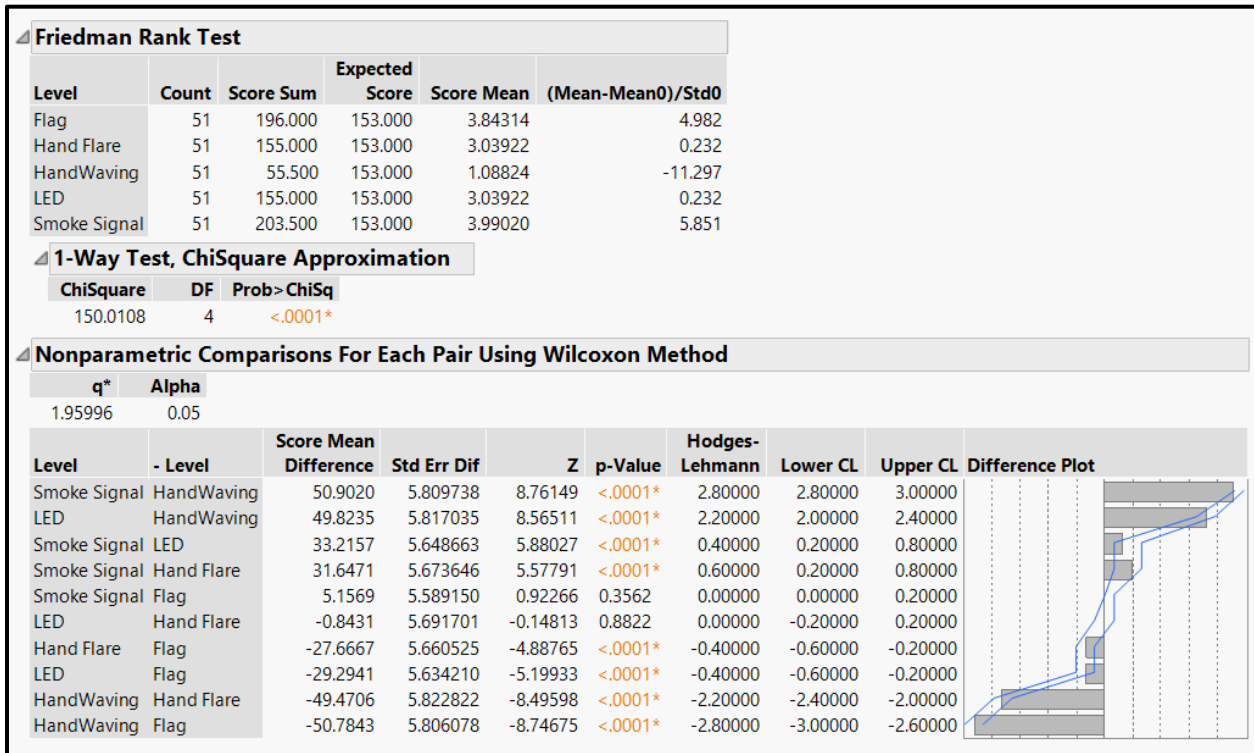 Friedman Rank Test
Expected
Level Count Score Sum Score Score Mean (Mean-Mean0)/Std0
Flag 51 196.000 153.000 3.84314 4.982
Hand Flare 51 155.000 153.000 3.03922 0.232
HandWaving 51 55.500 153.000 1.08824 -11.297
LED 51 155.000 153.000 3.03922 0.232
Smoke Signal 51 203.500 153.000 3.99020 5.851
1-Way Test, ChiSquare Approximation
ChiSquare DF Prob>ChiSq
150.0108 4 <.0001*
Nonparametric Comparisons For Each Pair Using Wilcoxon Method
q* Alpha
1.95996 0.05
Score Mean Hodges-
Level - Level Difference Std Err Dif Z p-Value Lehmann Lower CL Upper CL Difference Plot
Smoke Signal HandWaving 50.9020 5.809738 8.76149 <.0001* 2.80000 2.80000 3.00000
LED HandWaving 49.8235 5.817035 8.56511 <.0001* 2.20000 2.00000 2.40000
Smoke Signal LED 33.2157 5.648663 5.88027 <.0001* 0.40000 0.20000 0.80000
Smoke Signal Hand Flare 31.6471 5.673646 5.57791 <.0001* 0.60000 0.20000 0.80000
Smoke Signal Flag 5.1569 5.589150 0.92266 0.3562 0.00000 0.00000 0.20000
LED Hand Flare -0.8431 5.691701 -0.14813 0.8822 0.00000 -0.20000 0.20000
Hand Flare Flag -27.6667 5.660525 -4.88765 <.0001* -0.40000 -0.60000 -0.20000
LED Flag -29.2941 5.634210 -5.19933 <.0001* -0.40000 -0.60000 -0.20000
HandWaving Hand Flare -49.4706 5.822822 -8.49598 <.0001* -2.20000 -2.40000 -2.00000
HandWaving Flag -50.7843 5.806078 -8.74675 <.0001* -2.80000 -3.00000 -2.60000